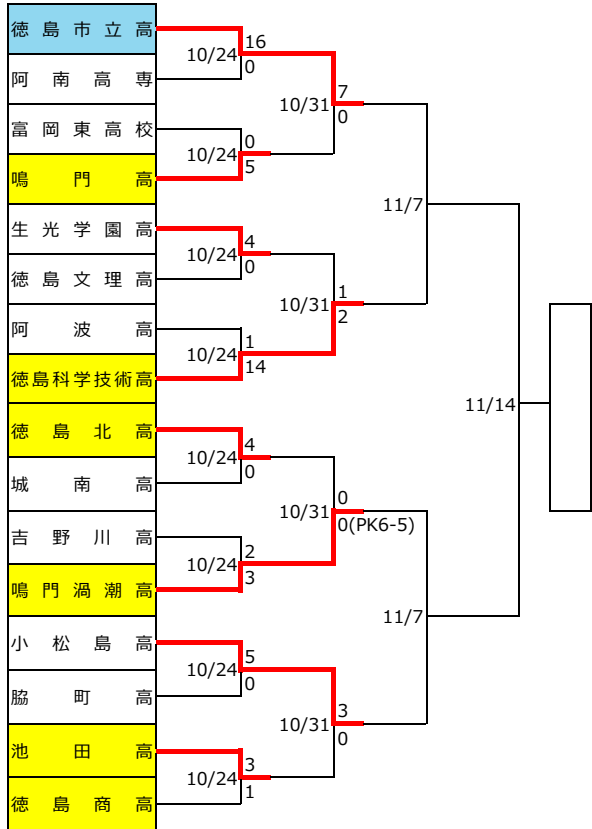 徳島市立高
10/24
16
0
阿南高専
10/31
7
0
富岡東高校
10/24
0
5
鳴門高
11/7
生光学園高
10/24
4
0
徳島文理高
10/31
1
2
阿波高
10/24
1
14
徳島科学技術高
11/14
徳島北高
10/24
4
0
城南高
10/31
0
0(PK6-5)
吉野川高
10/24
2
3
鳴門渦潮高
11/7
小松島高
10/24
5
0
脇町高
10/31
3
0
池田高
10/24
3
1
徳島商高